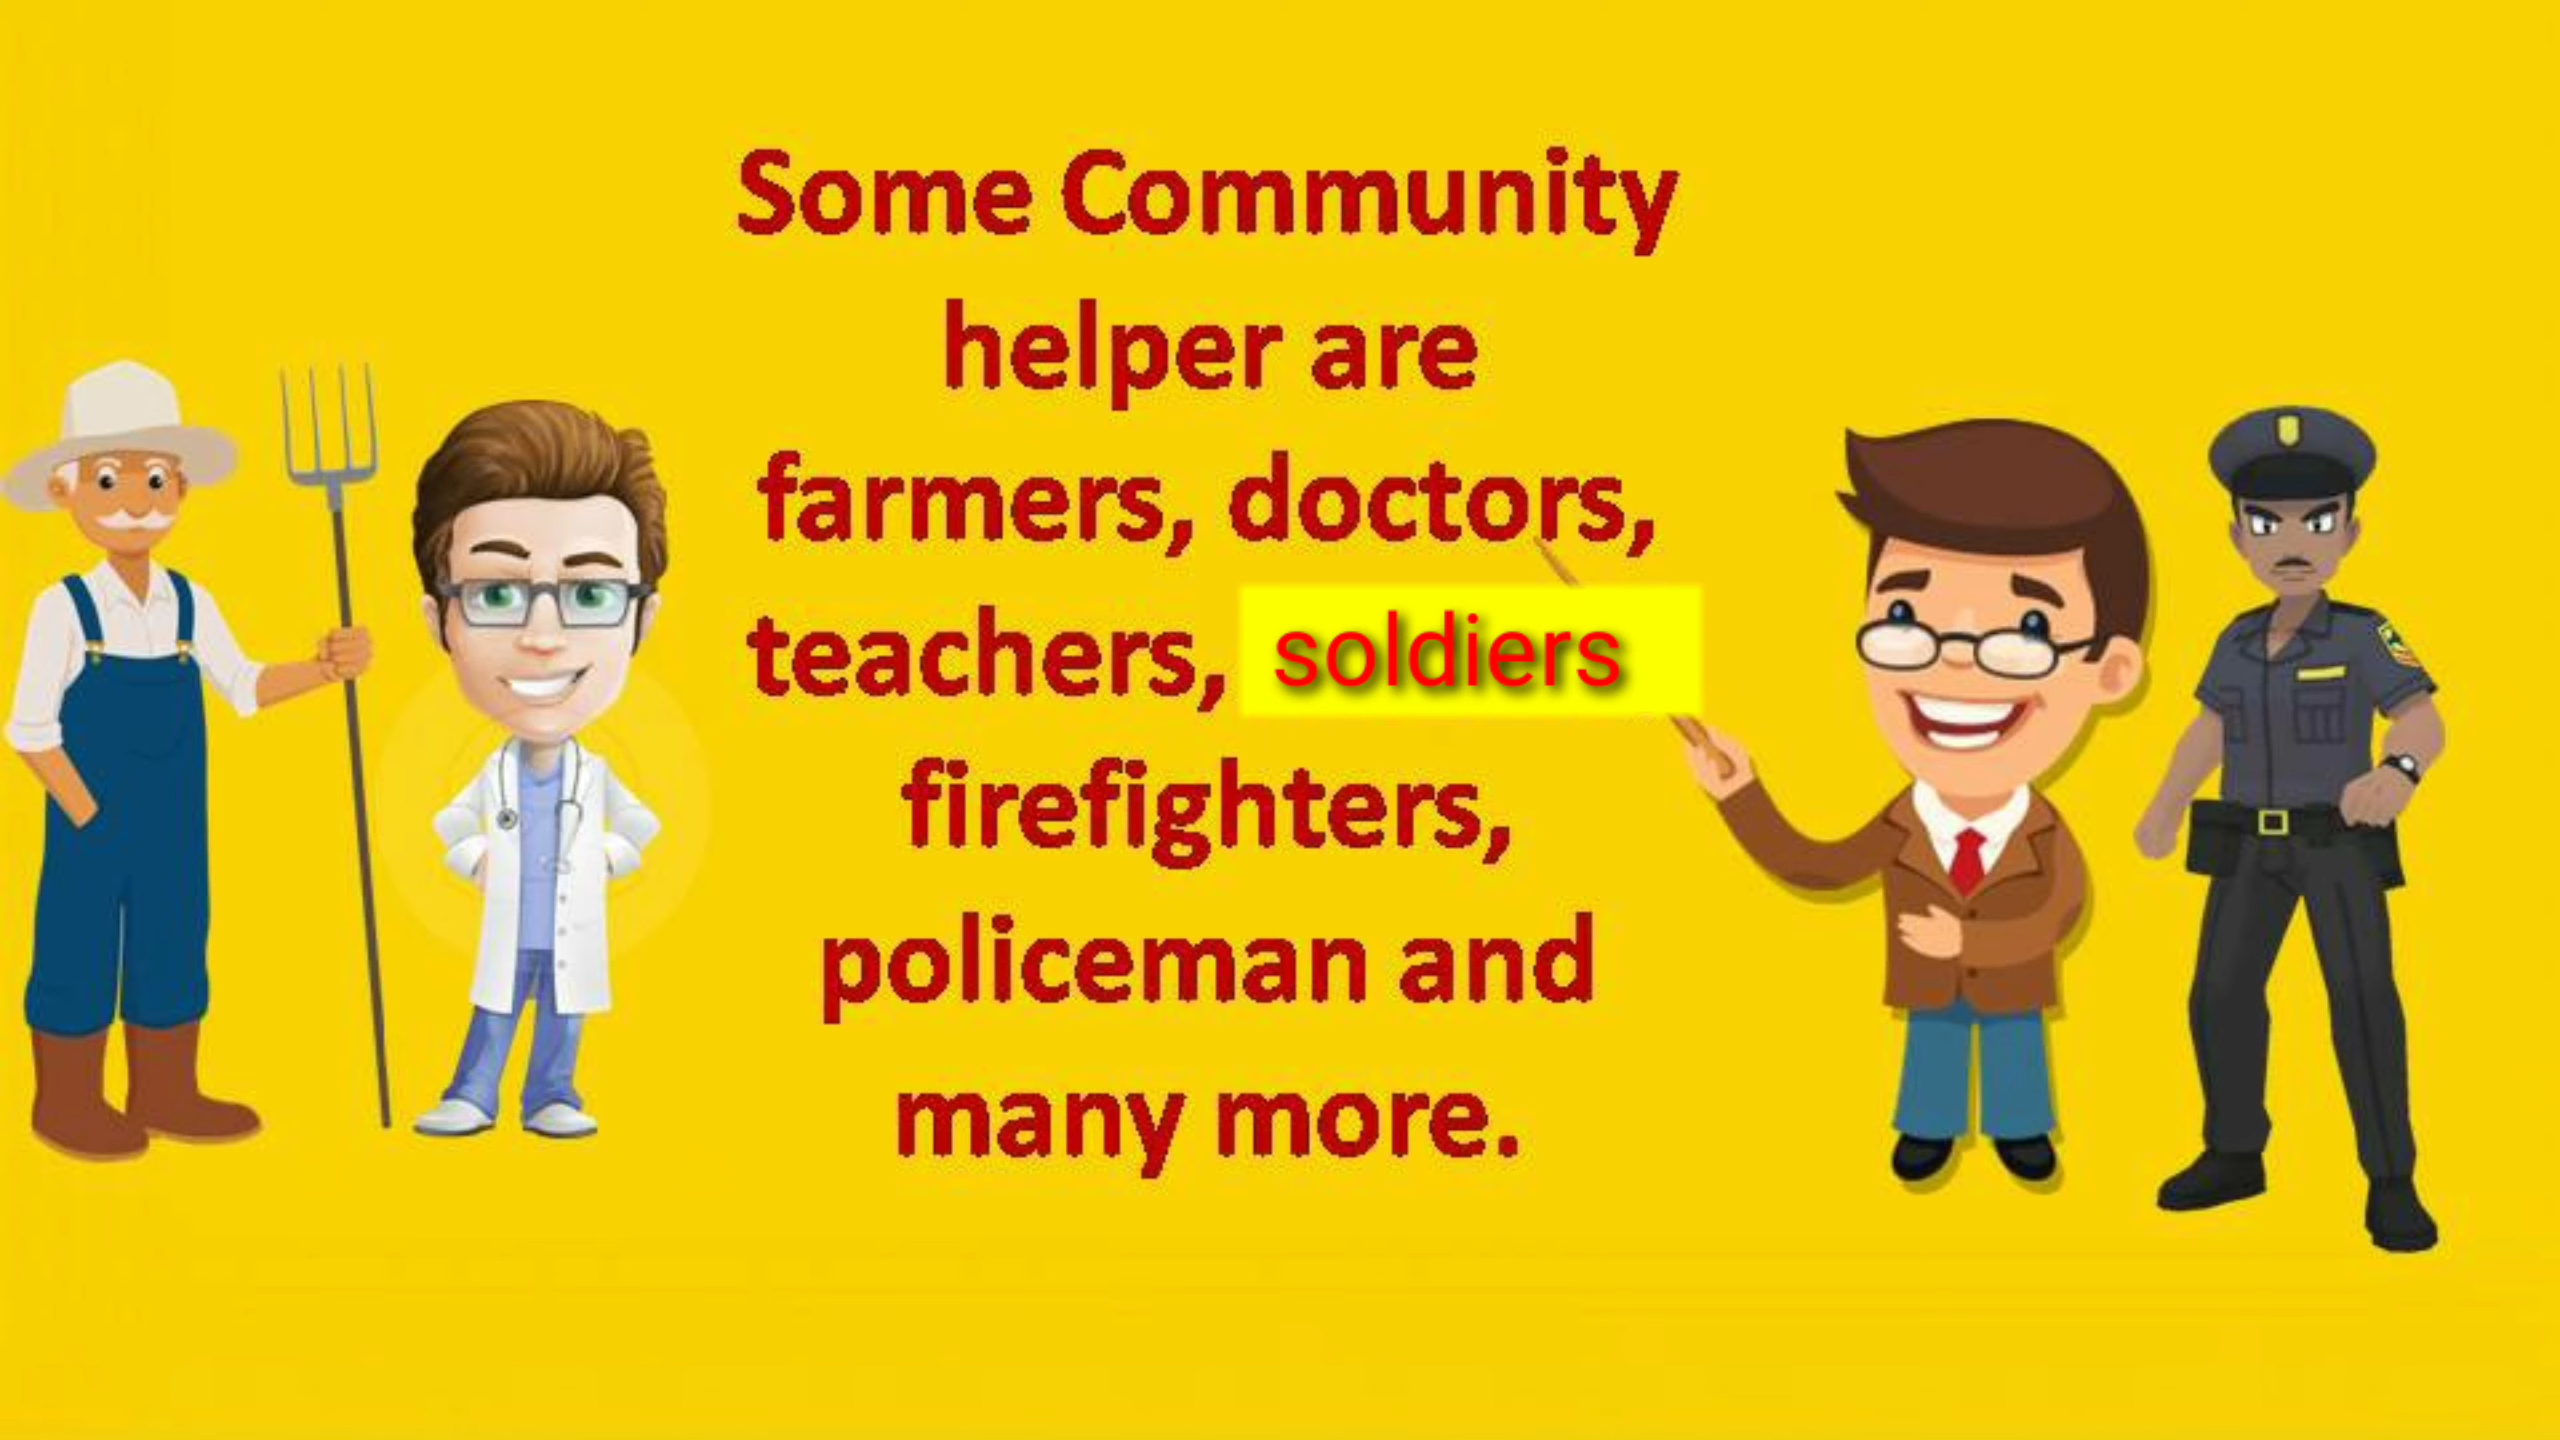 Some Community
helper are
farmers, doctors,
teachers, soldiers
firefighters,
policeman and
many more.